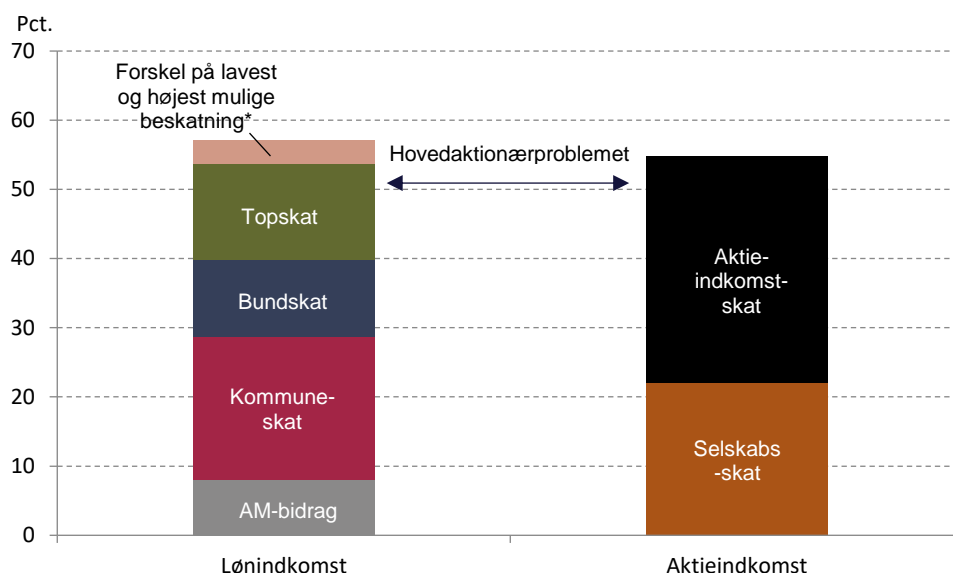 Pct.
70
60
50
40
30
20
10
0
Forskel på lavest
og højest mulige
beskatning*
Hovedaktionærproblemet
Topskat
Bundskat
Kommune-
skat
AM-bidrag
Aktie-
indkomst-
skat
Selskabs
-skat
Lønindkomst
Aktieindkomst